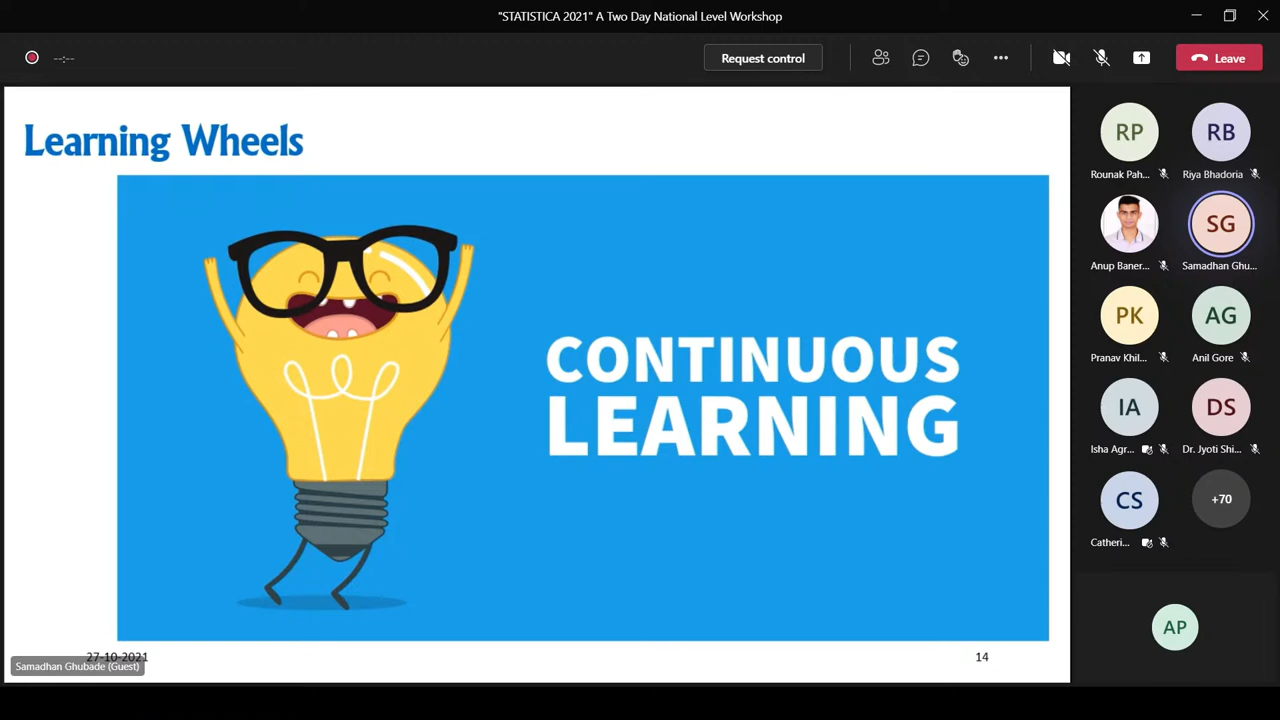 "STATISTICA 2021" A Two Day National Level Workshop
--:--
Request control
Leave
Learning Wheels
CONTINUOUS
LEARNING
27-10-2021
14
Samadhan Ghubade (Guest)
RP
RB
Rounak Pah...
Riya Bhadoria
SG
Anup Baner...
Samadhan Ghu...
PK
AG
Pranav Khil...
Anil Gore
IA
DS
Isha Agr...
Dr. Jyoti Shi...
CS
+70
Catheri...
AP